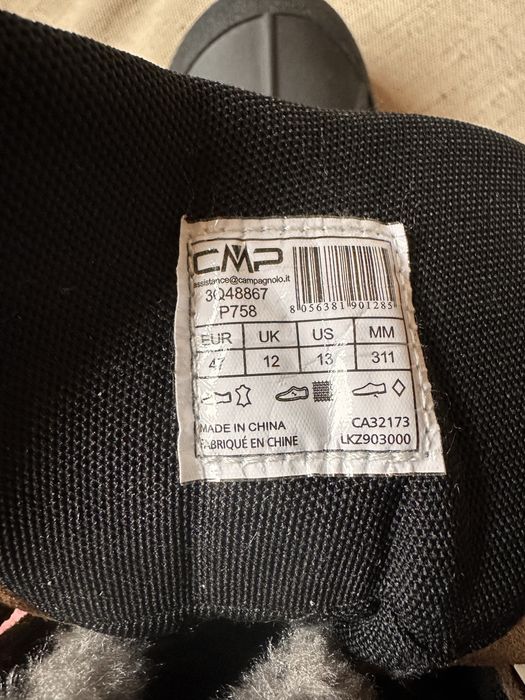 CMP
assistance@campagnolo.it
3Q48867
P758
8 056381 901285
EUR UK US MM
47 12 13 311
MADE IN CHINA
FABRIQUÉ EN CHINE
CA32173
LKZ903000